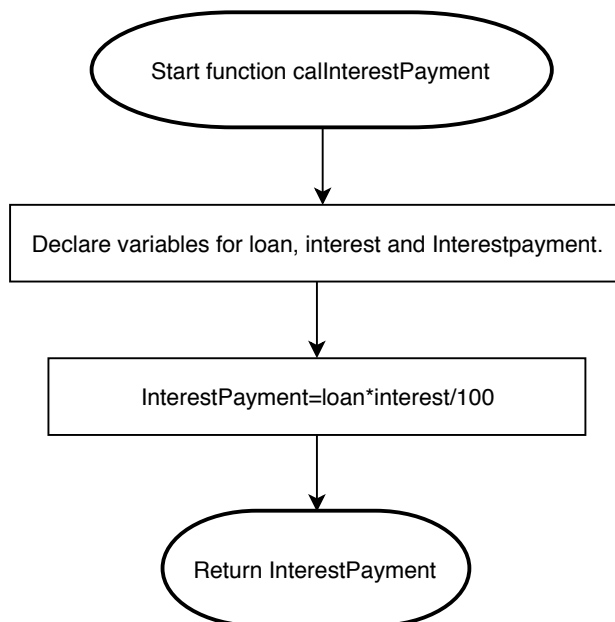 Start function calInterestPayment
Declare variables for loan, interest and Interestpayment.
InterestPayment=loan*interest/100
Return InterestPayment